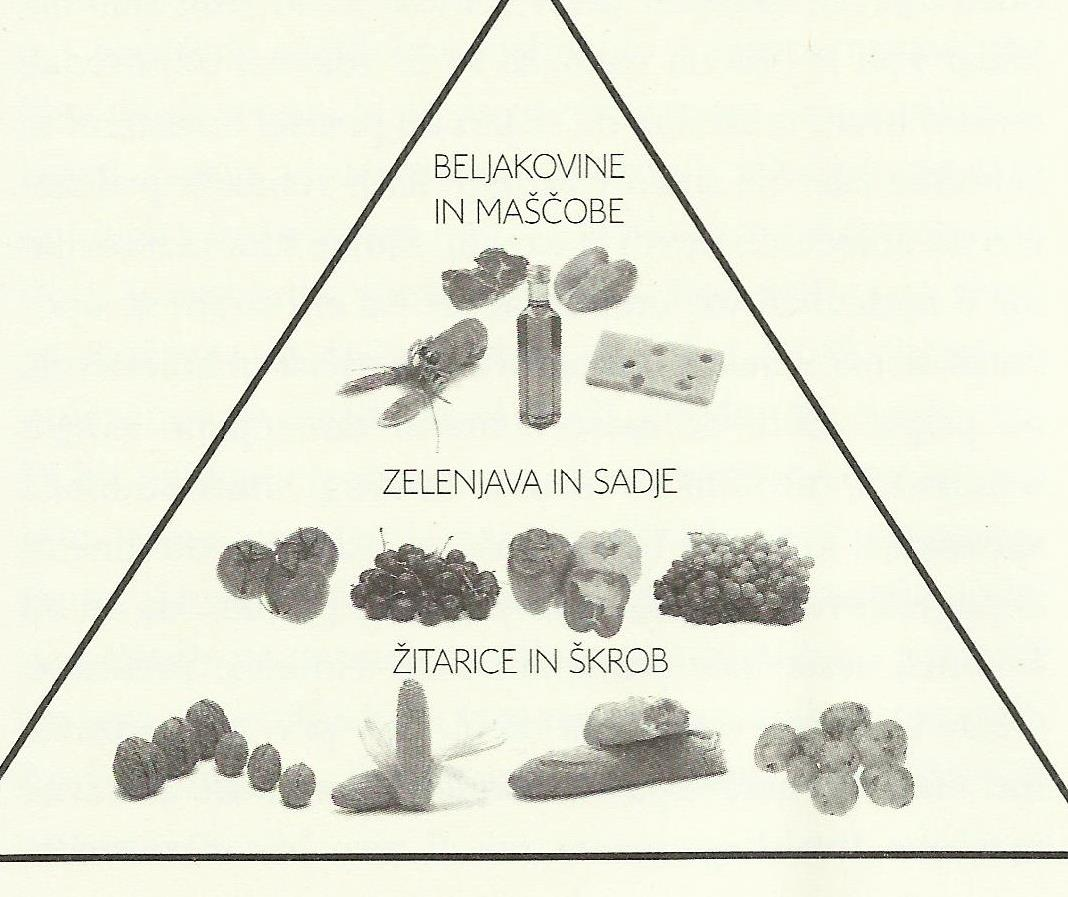 BELJAKOVINE
IN MAŠČOBE
ZELENJAVA IN SADJE
ŽITARICE IN ŠKROB